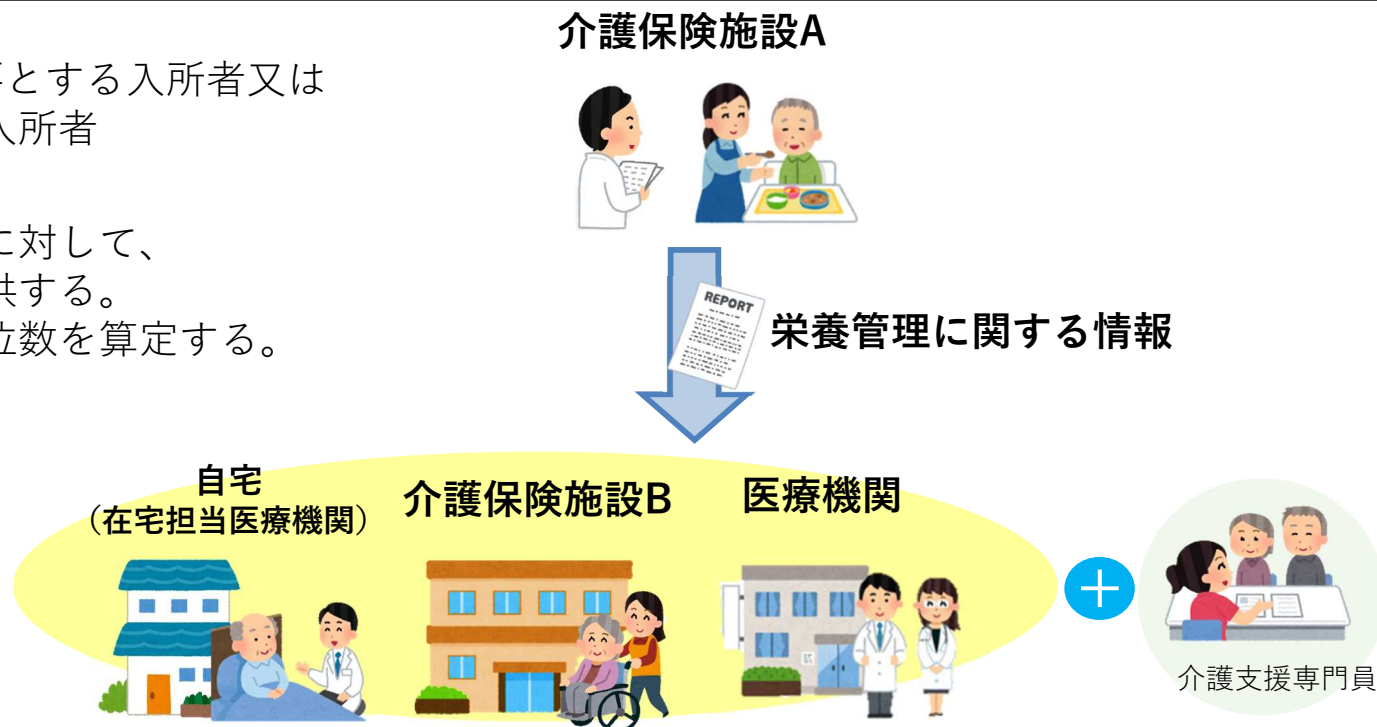 介護保険施設A
とする入所者又は
入所者
に対して、
供する。
位数を算定する。
REPORT
栄養管理に関する情報
自宅
（在宅担当医療機関）
介護保険施設B
医療機関
＋
介護支援専門員